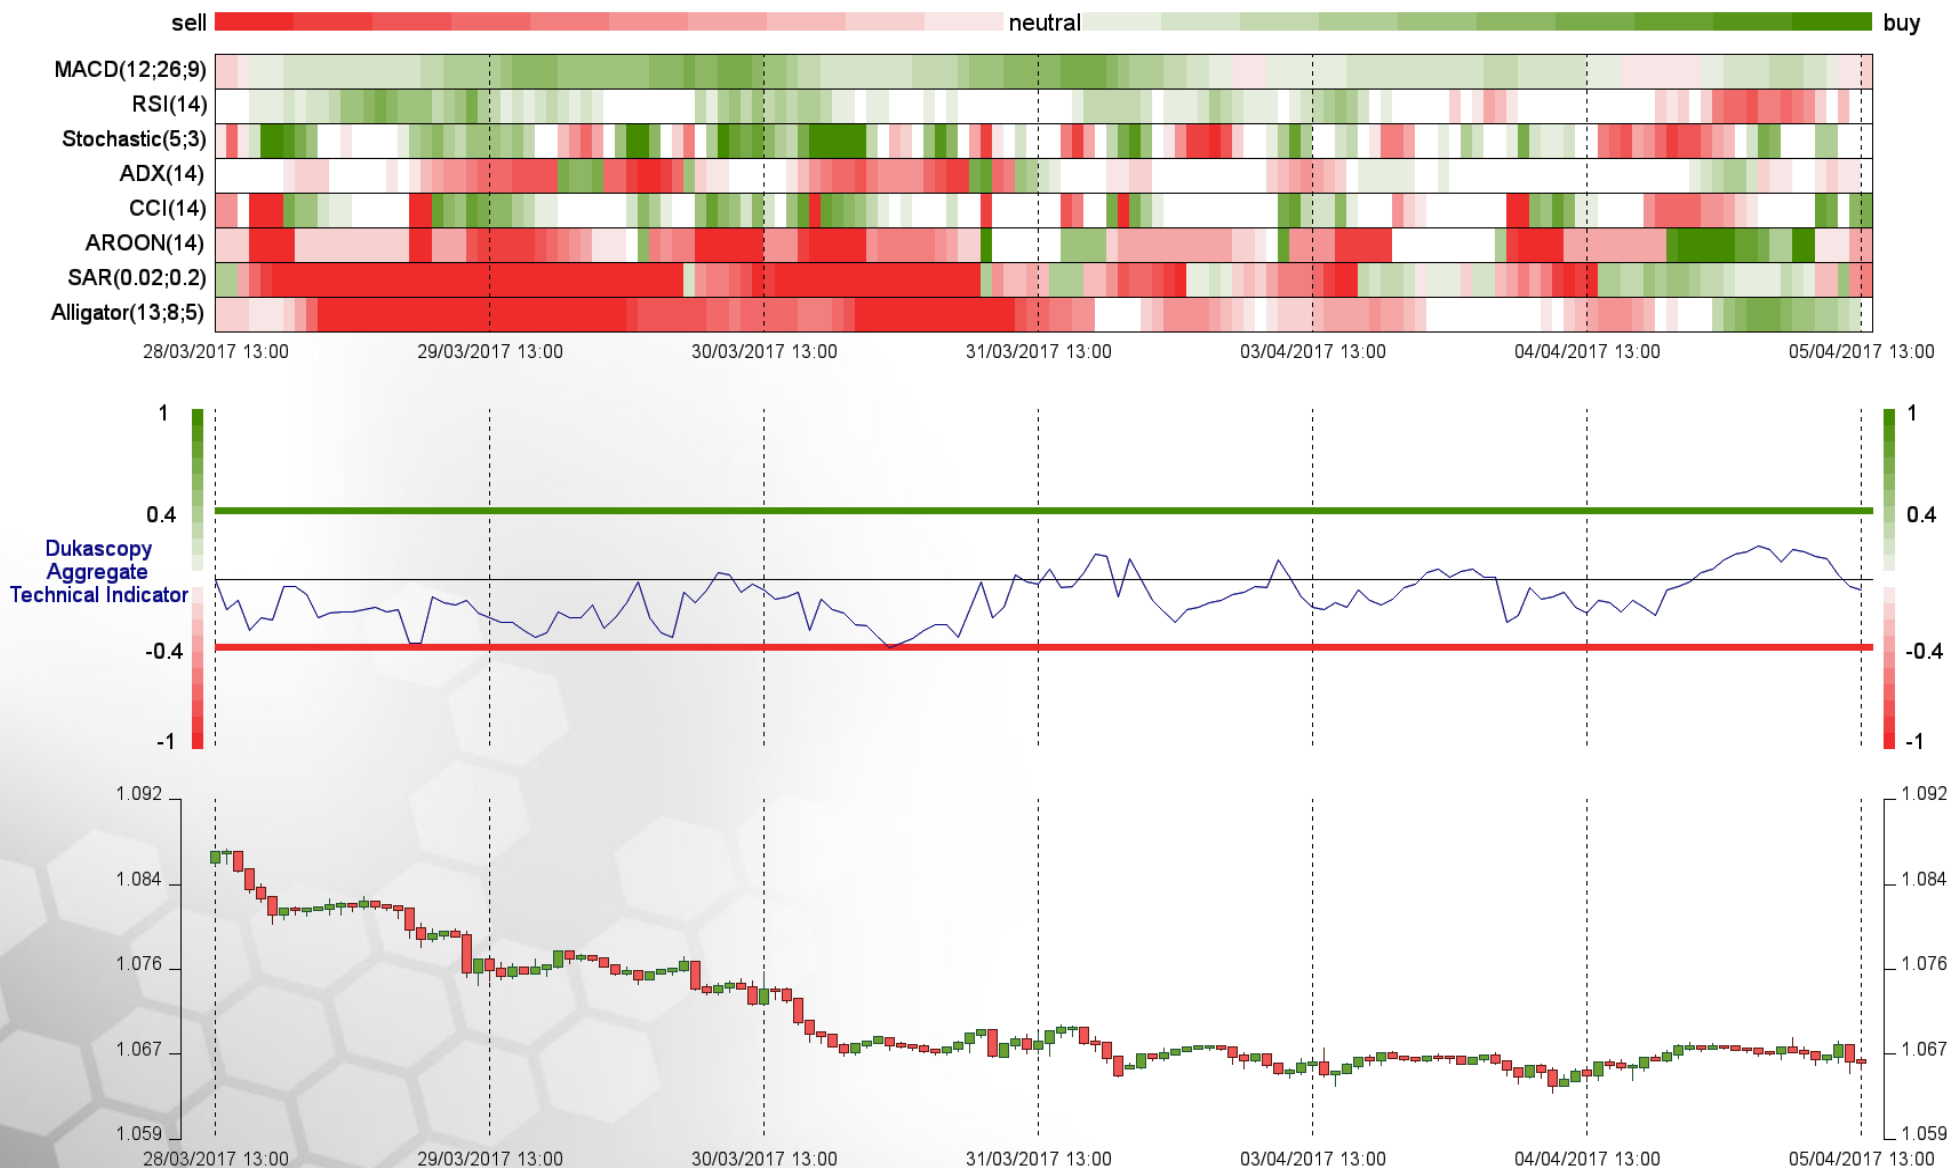 sell neutral buy
MACD(12;26;9)
RSI(14)
Stochastic(5;3)
ADX(14)
CCI(14)
AROON(14)
SAR(0.02;0.2)
Alligator(13;8;5)
28/03/2017 13:00 29/03/2017 13:00 30/03/2017 13:00 31/03/2017 13:00 03/04/2017 13:00 04/04/2017 13:00 05/04/2017 13:00
1 1
0.4 0.4
Dukascopy
Aggregate
Technical Indicator
-0.4 -0.4
-1 -1
1.092 1.092
1.084 1.084
1.076 1.076
1.067 1.067
1.059 1.059
28/03/2017 13:00 29/03/2017 13:00 30/03/2017 13:00 31/03/2017 13:00 03/04/2017 13:00 04/04/2017 13:00 05/04/2017 13:00